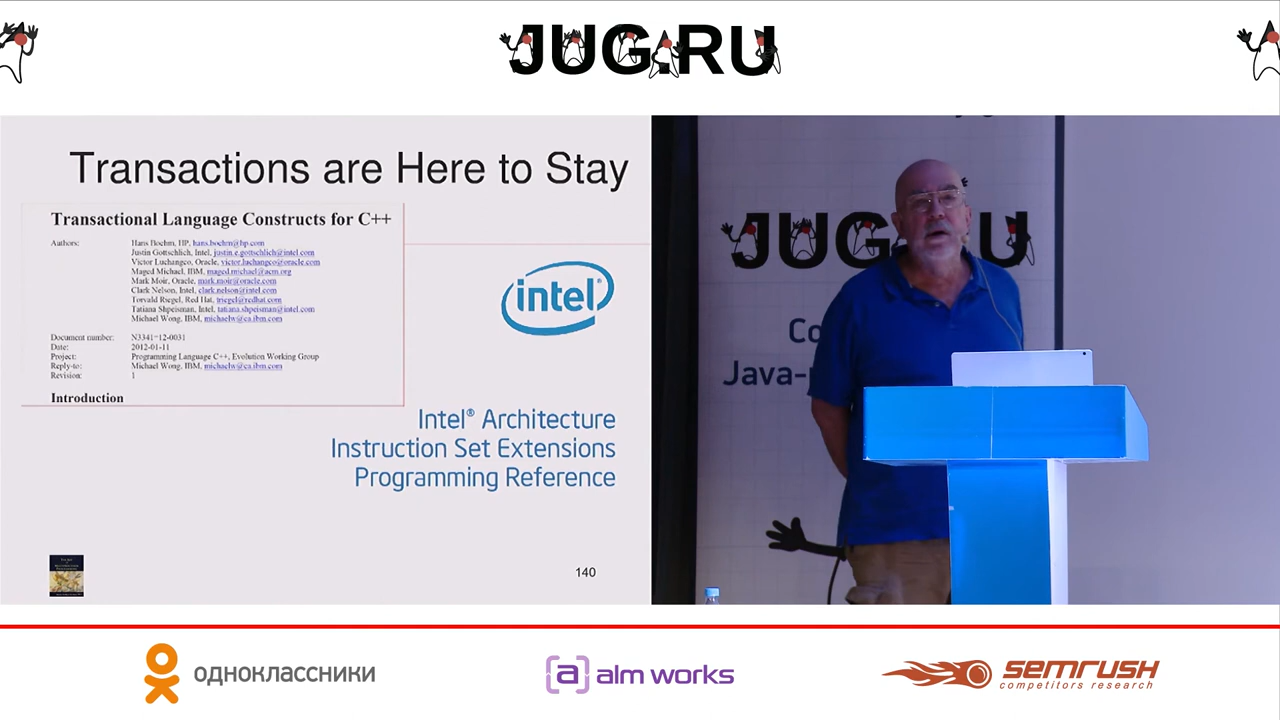 JUG.RU
Transactions are Here to Stay
Transactional Language Constructs for C++
Authors:
Hans Boehm, HP, hans.boehm@hp.com
Justin Gottschlich, Intel, justin.e.gottschlich@intel.com
Victor Luchangco, Oracle, victor.luchangco@oracle.com
Maged Michael, IBM, maged.michael@acm.org
Mark Moir, Oracle, mark.moir@oracle.com
Clark Nelson, Intel, clark.nelson@intel.com
Torvald Riegel, Red Hat, triegel@redhat.com
Tatiana Shpeisman, Intel, tatiana.shpeisman@intel.com
Michael Wong, IBM, michaelw@ca.ibm.com
Document number: N3341=12-0031
Date: 2012-01-11
Project: Programming Language C++, Evolution Working Group
Reply-to: Michael Wong, IBM, michaelw@ca.ibm.com
Revision: 1
Introduction
intel®
Intel® Architecture
Instruction Set Extensions
Programming Reference
140
JUG U
Co
Java-
одноклассники
[a] alm works
semrush
competitors research